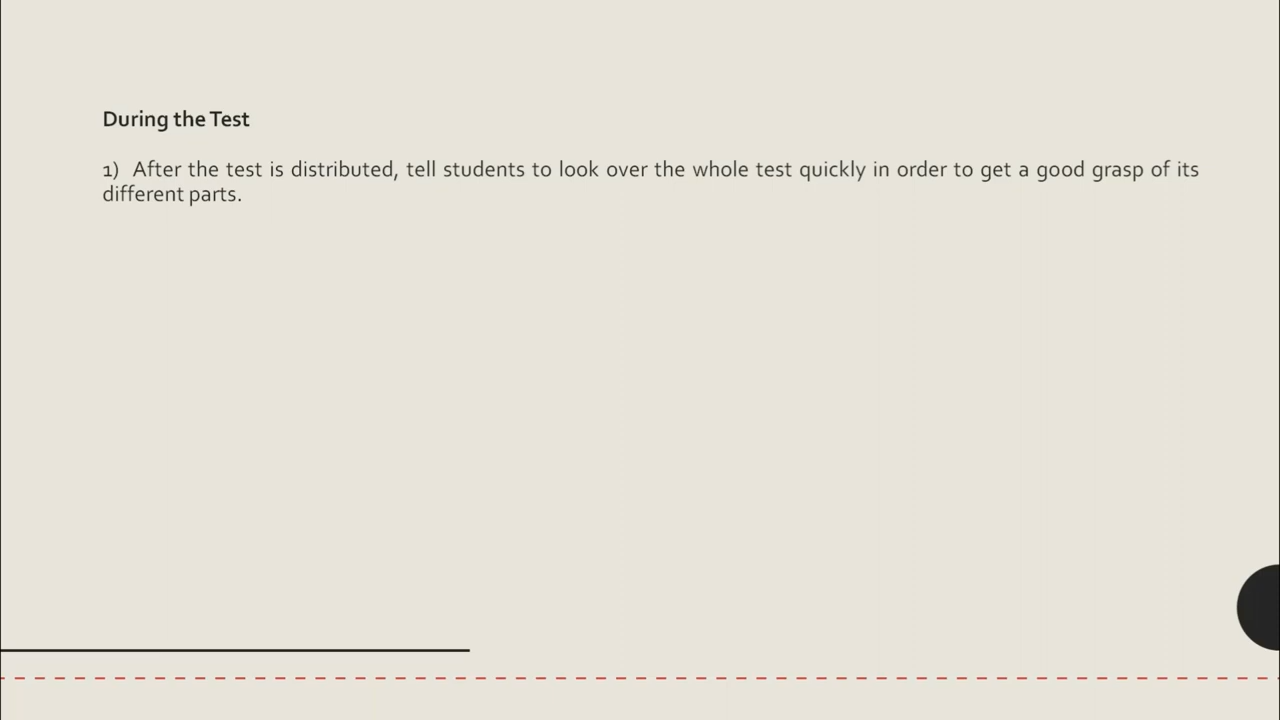 During the Test
1) After the test is distributed, tell students to look over the whole test quickly in order to get a good grasp of its
different parts.